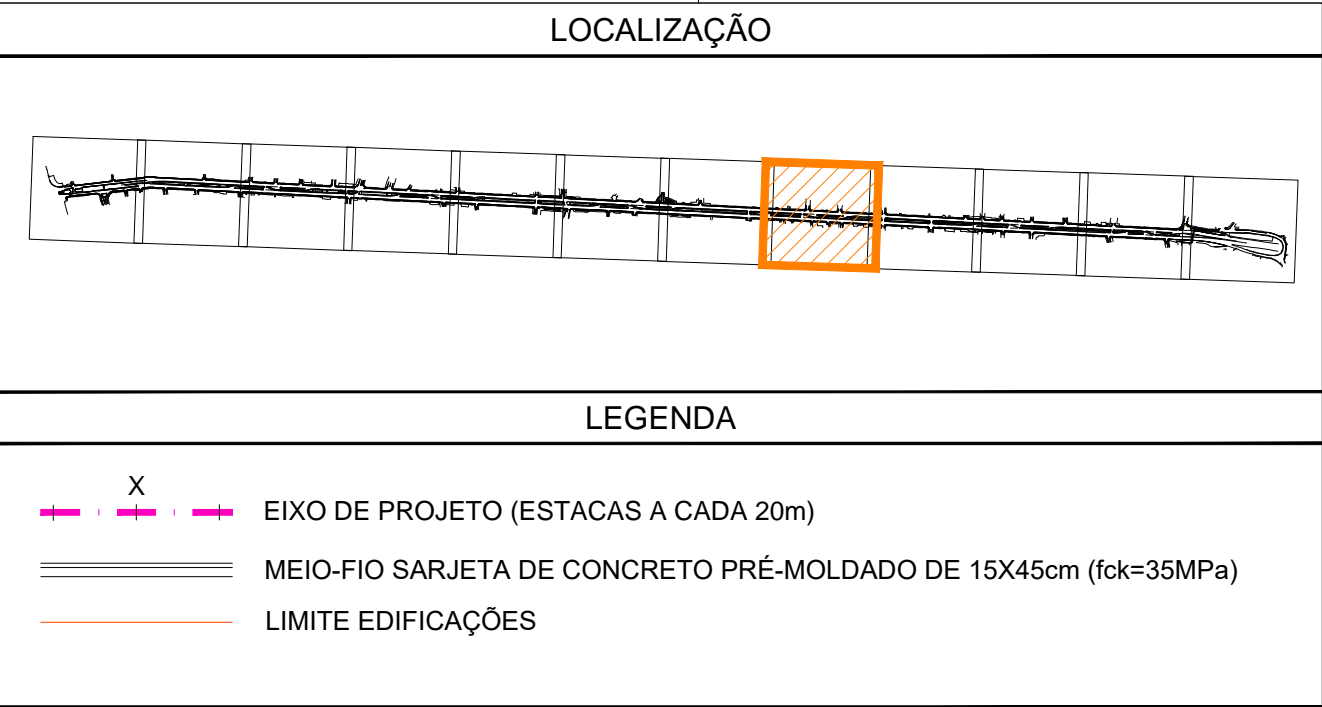 LOCALIZAÇÃO
LEGENDA
X
EIXO DE PROJETO (ESTACAS A CADA 20m)
MEIO-FIO SARJETA DE CONCRETO PRÉ-MOLDADO DE 15X45cm (fck=35MPa)
LIMITE EDIFICAÇÕES